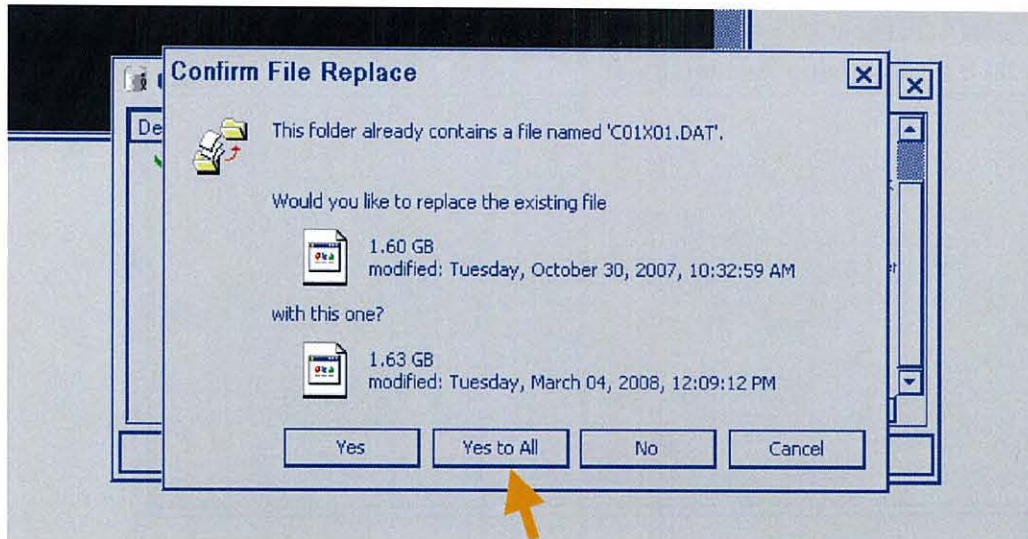 Confirm File Replace
De
This folder already contains a file named 'C01X01.DAT'.
Would you like to replace the existing file
1.60 GB
modified: Tuesday, October 30, 2007, 10:32:59 AM
with this one?
1.63 GB
modified: Tuesday, March 04, 2008, 12:09:12 PM
Yes
Yes to All
No
Cancel